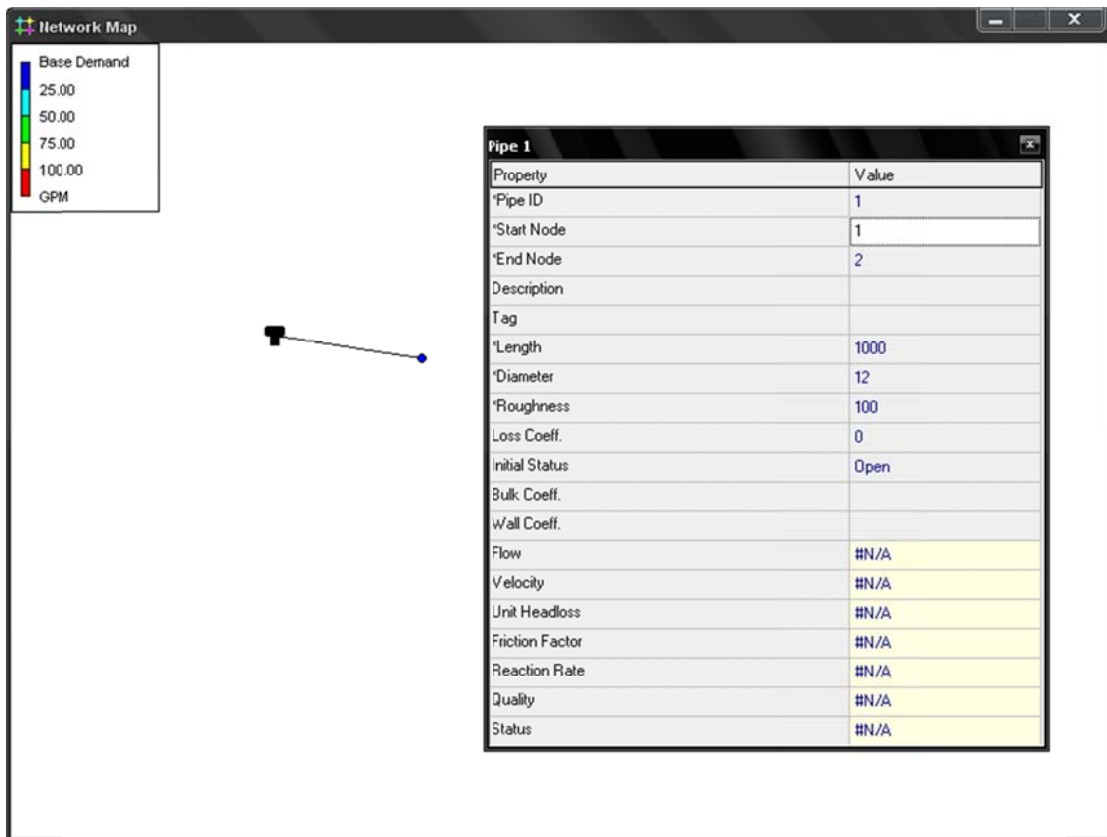 Network Map
Base Demand
25.00
50.00
75.00
100.00
GPM
Pipe 1
Property Value
*Pipe ID 1
*Start Node 1
*End Node 2
Description
Tag
*Length 1000
*Diameter 12
*Roughness 100
Loss Coeff. 0
Initial Status Open
Bulk Coeff.
Wall Coeff.
Flow #N/A
Velocity #N/A
Unit Headloss #N/A
Friction Factor #N/A
Reaction Rate #N/A
Quality #N/A
Status #N/A